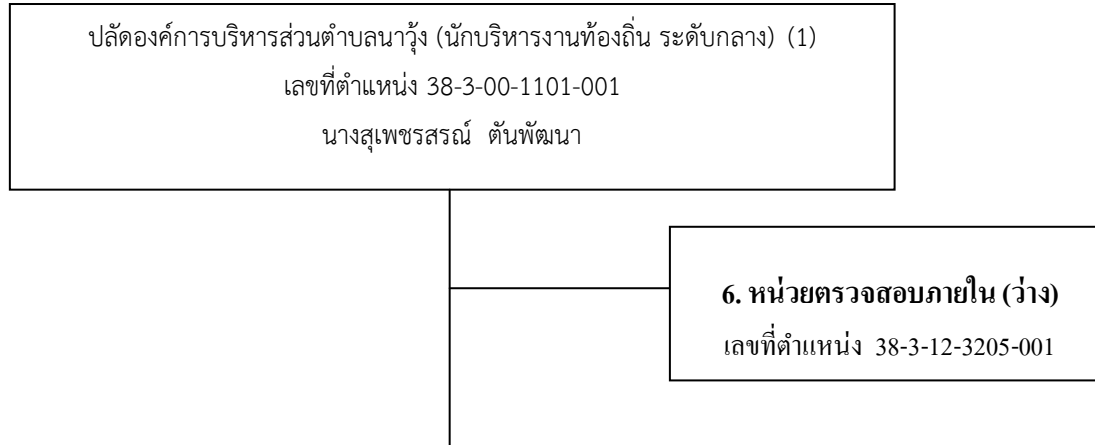 ปลัดองค์การบริหารส่วนตำบลนาวุ้ง (นักบริหารงานท้องถิ่น ระดับกลาง) (1)
เลขที่ตำแหน่ง 38-3-00-1101-001
นางสุเพชรสรณ์ ตันพัฒนา
6. หน่วยตรวจสอบภายใน (ว่าง)
เลขที่ตำแหน่ง 38-3-12-3205-001